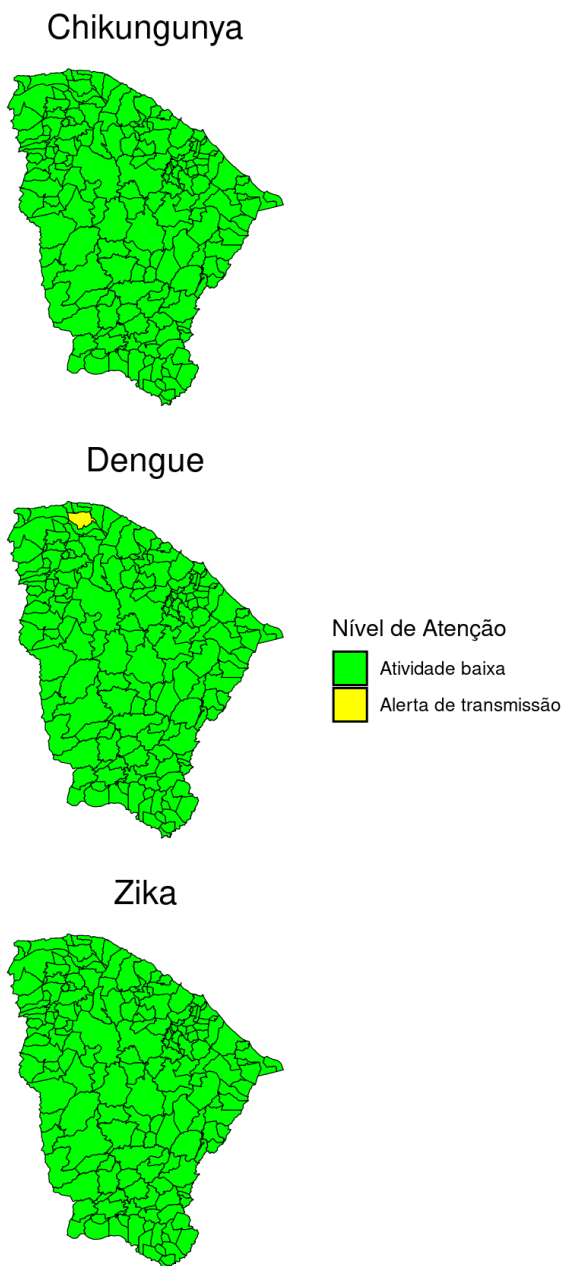 Chikungunya
Dengue
Nível de Atenção
Atividade baixa
Alerta de transmissão
Zika